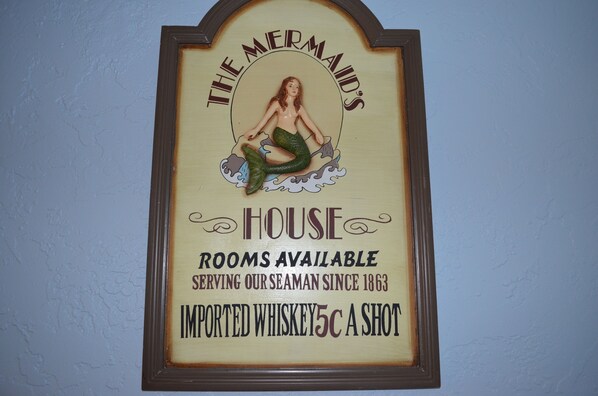 THE MERMAID'S
HOUSE
ROOMS AVAILABLE
SERVING OUR SEAMAN SINCE 1863
IMPORTED WHISKEY 5C A SHOT